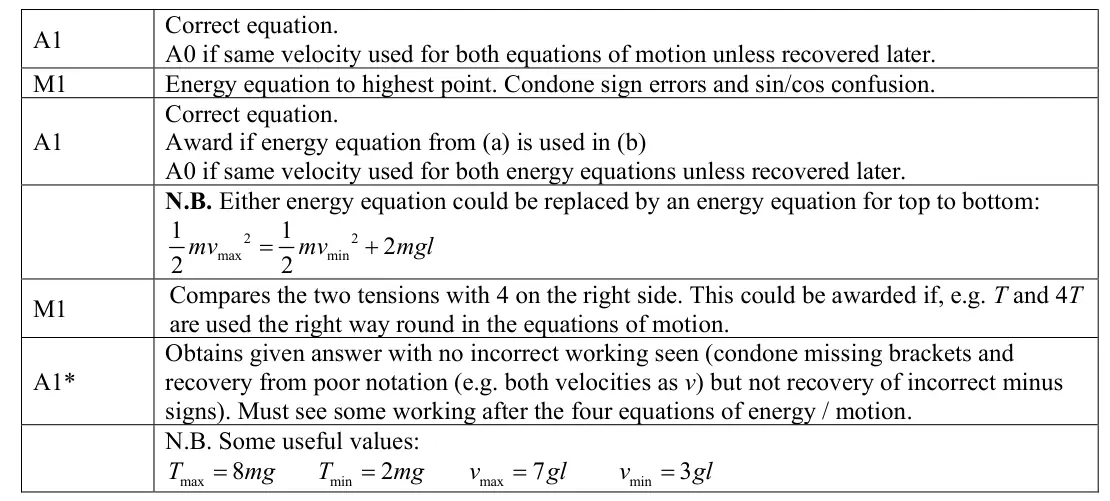 A1
Correct equation.
A0 if same velocity used for both equations of motion unless recovered later.
M1
Energy equation to highest point. Condone sign errors and sin/cos confusion.
A1
Correct equation.
Award if energy equation from (a) is used in (b)
A0 if same velocity used for both energy equations unless recovered later.
N.B. Either energy equation could be replaced by an energy equation for top to bottom:
1/2 mv_max² = 1/2 mv_min² + 2mgl
M1
Compares the two tensions with 4 on the right side. This could be awarded if, e.g. T and 4T
are used the right way round in the equations of motion.
A1*
Obtains given answer with no incorrect working seen (condone missing brackets and
recovery from poor notation (e.g. both velocities as v) but not recovery of incorrect minus
signs). Must see some working after the four equations of energy / motion.
N.B. Some useful values:
T_max = 8mg T_min = 2mg v_max = 7gl v_min = 3gl